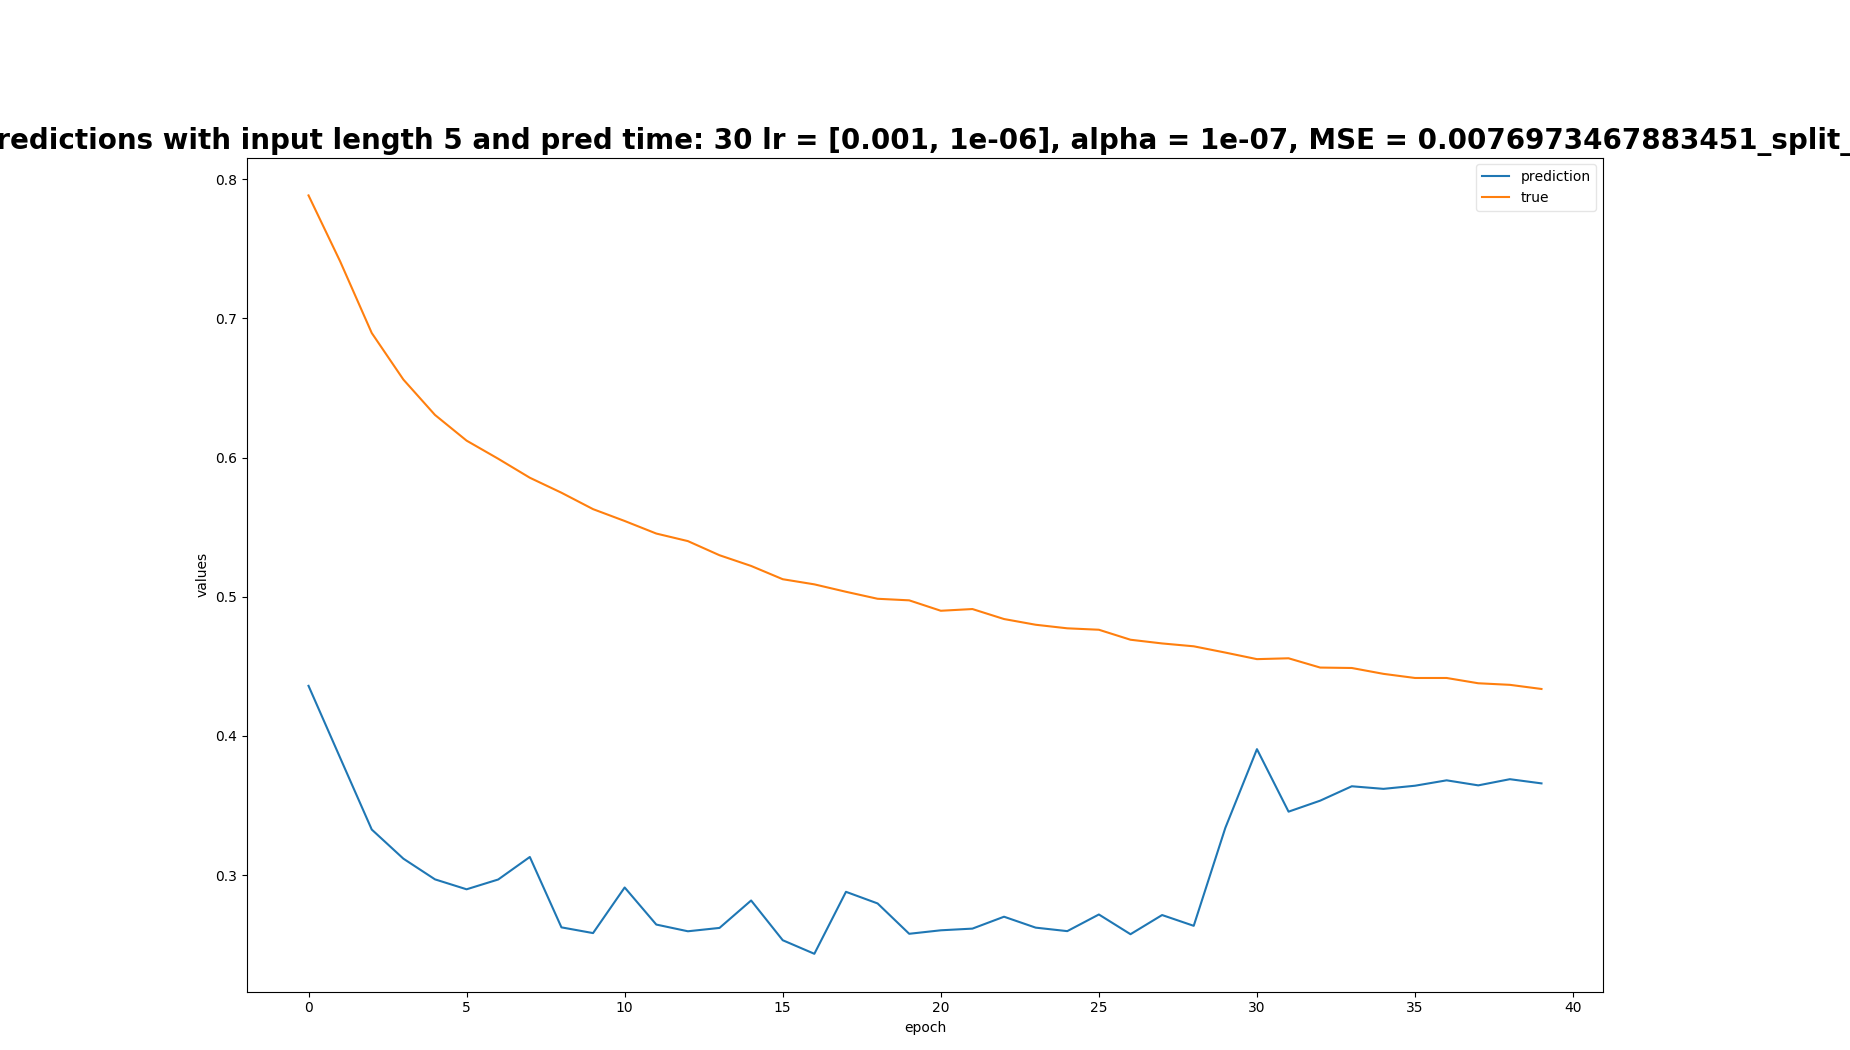 redictions with input length 5 and pred time: 30 lr = [0.001, 1e-06], alpha = 1e-07, MSE = 0.0076973467883451_split_
prediction
true
0.8
0.7
0.6
0.5
0.4
0.3
values
0 5 10 15 20 25 30 35 40
epoch